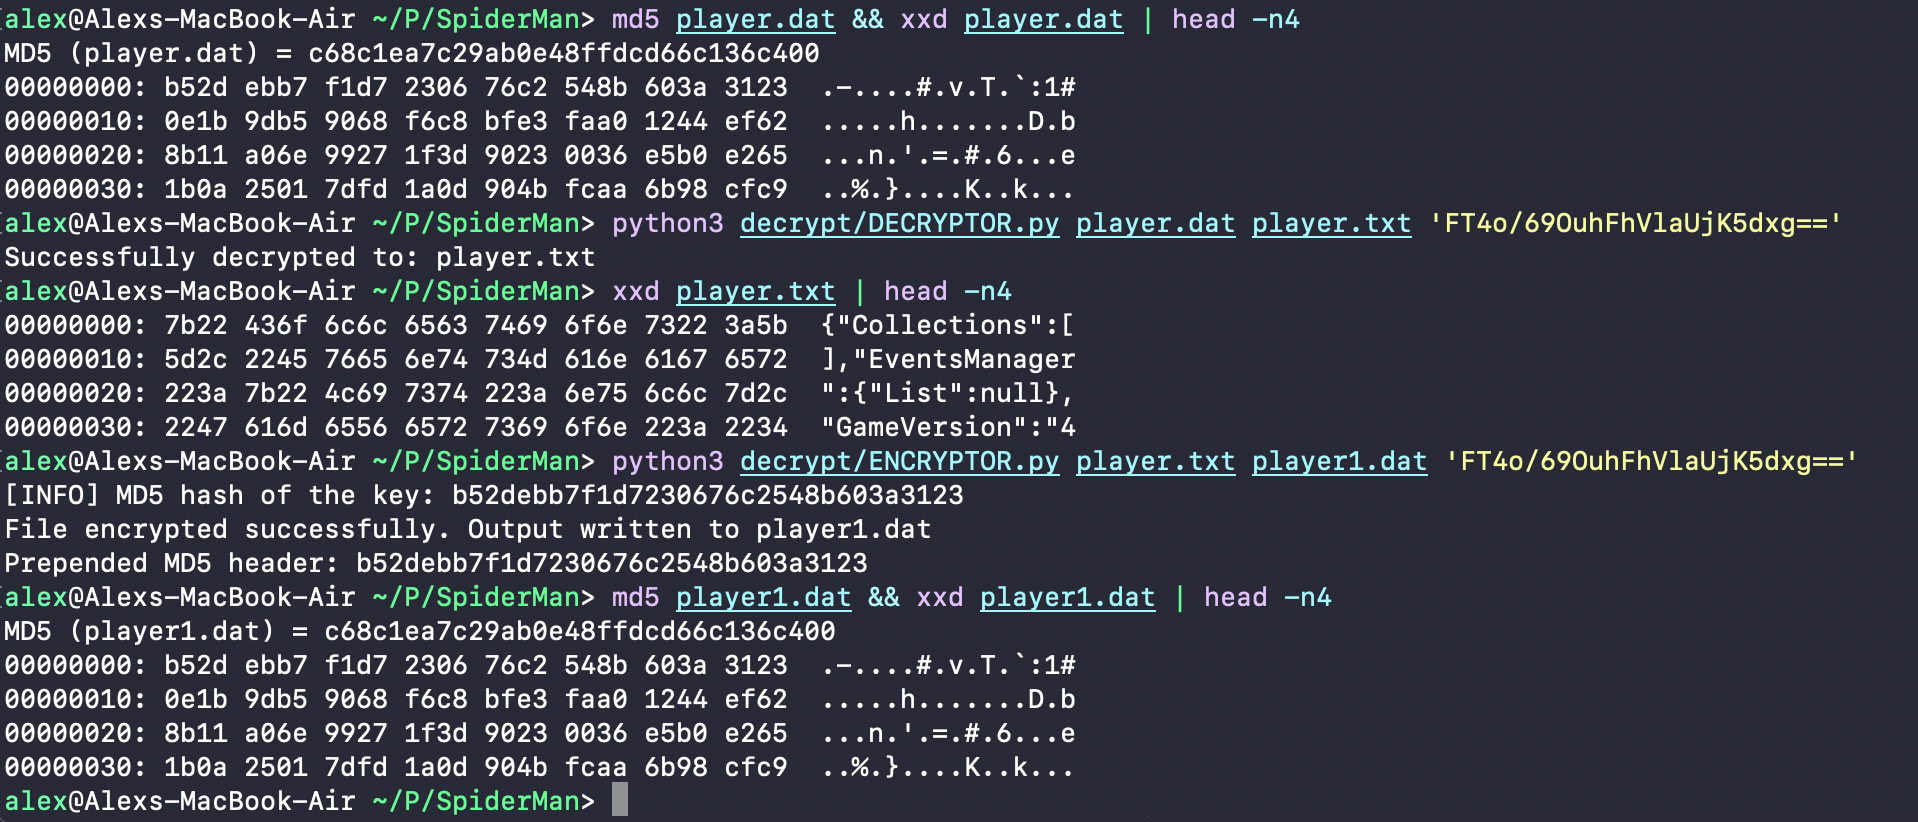 alex@Alexs-MacBook-Air ~/P/SpiderMan> md5 player.dat && xxd player.dat | head -n4
MD5 (player.dat) = c68c1ea7c29ab0e48ffdcd66c136c400
00000000: b52d ebb7 f1d7 2306 76c2 548b 603a 3123  .-....#.v.T.`:1#
00000010: 0e1b 9db5 9068 f6c8 bfe3 faa0 1244 ef62  .....h.......D.b
00000020: 8b11 a06e 9927 1f3d 9023 0036 e5b0 e265  ...n.'.=.#.6...e
00000030: 1b0a 2501 7dfd 1a0d 904b fcaa 6b98 cfc9  ..%.}....K..k...
alex@Alexs-MacBook-Air ~/P/SpiderMan> python3 decrypt/DECRYPTOR.py player.dat player.txt 'FT4o/69OuhFhVlaUjK5dxg=='
Successfully decrypted to: player.txt
alex@Alexs-MacBook-Air ~/P/SpiderMan> xxd player.txt | head -n4
00000000: 7b22 436f 6c6c 6563 7469 6f6e 7322 3a5b  {"Collections":[
00000010: 5d2c 2245 7665 6e74 734d 616e 6167 6572  ],"EventsManager
00000020: 223a 7b22 4c69 7374 223a 6e75 6c6c 7d2c  ":{"List":null},
00000030: 2247 616d 6556 6572 7369 6f6e 223a 2234  "GameVersion":"4
alex@Alexs-MacBook-Air ~/P/SpiderMan> python3 decrypt/ENCRYPTOR.py player.txt player1.dat 'FT4o/69OuhFhVlaUjK5dxg=='
[INFO] MD5 hash of the key: b52debb7f1d7230676c2548b603a3123
File encrypted successfully. Output written to player1.dat
Prepended MD5 header: b52debb7f1d7230676c2548b603a3123
alex@Alexs-MacBook-Air ~/P/SpiderMan> md5 player1.dat && xxd player1.dat | head -n4
MD5 (player1.dat) = c68c1ea7c29ab0e48ffdcd66c136c400
00000000: b52d ebb7 f1d7 2306 76c2 548b 603a 3123  .-....#.v.T.`:1#
00000010: 0e1b 9db5 9068 f6c8 bfe3 faa0 1244 ef62  .....h.......D.b
00000020: 8b11 a06e 9927 1f3d 9023 0036 e5b0 e265  ...n.'.=.#.6...e
00000030: 1b0a 2501 7dfd 1a0d 904b fcaa 6b98 cfc9  ..%.}....K..k...
alex@Alexs-MacBook-Air ~/P/SpiderMan>